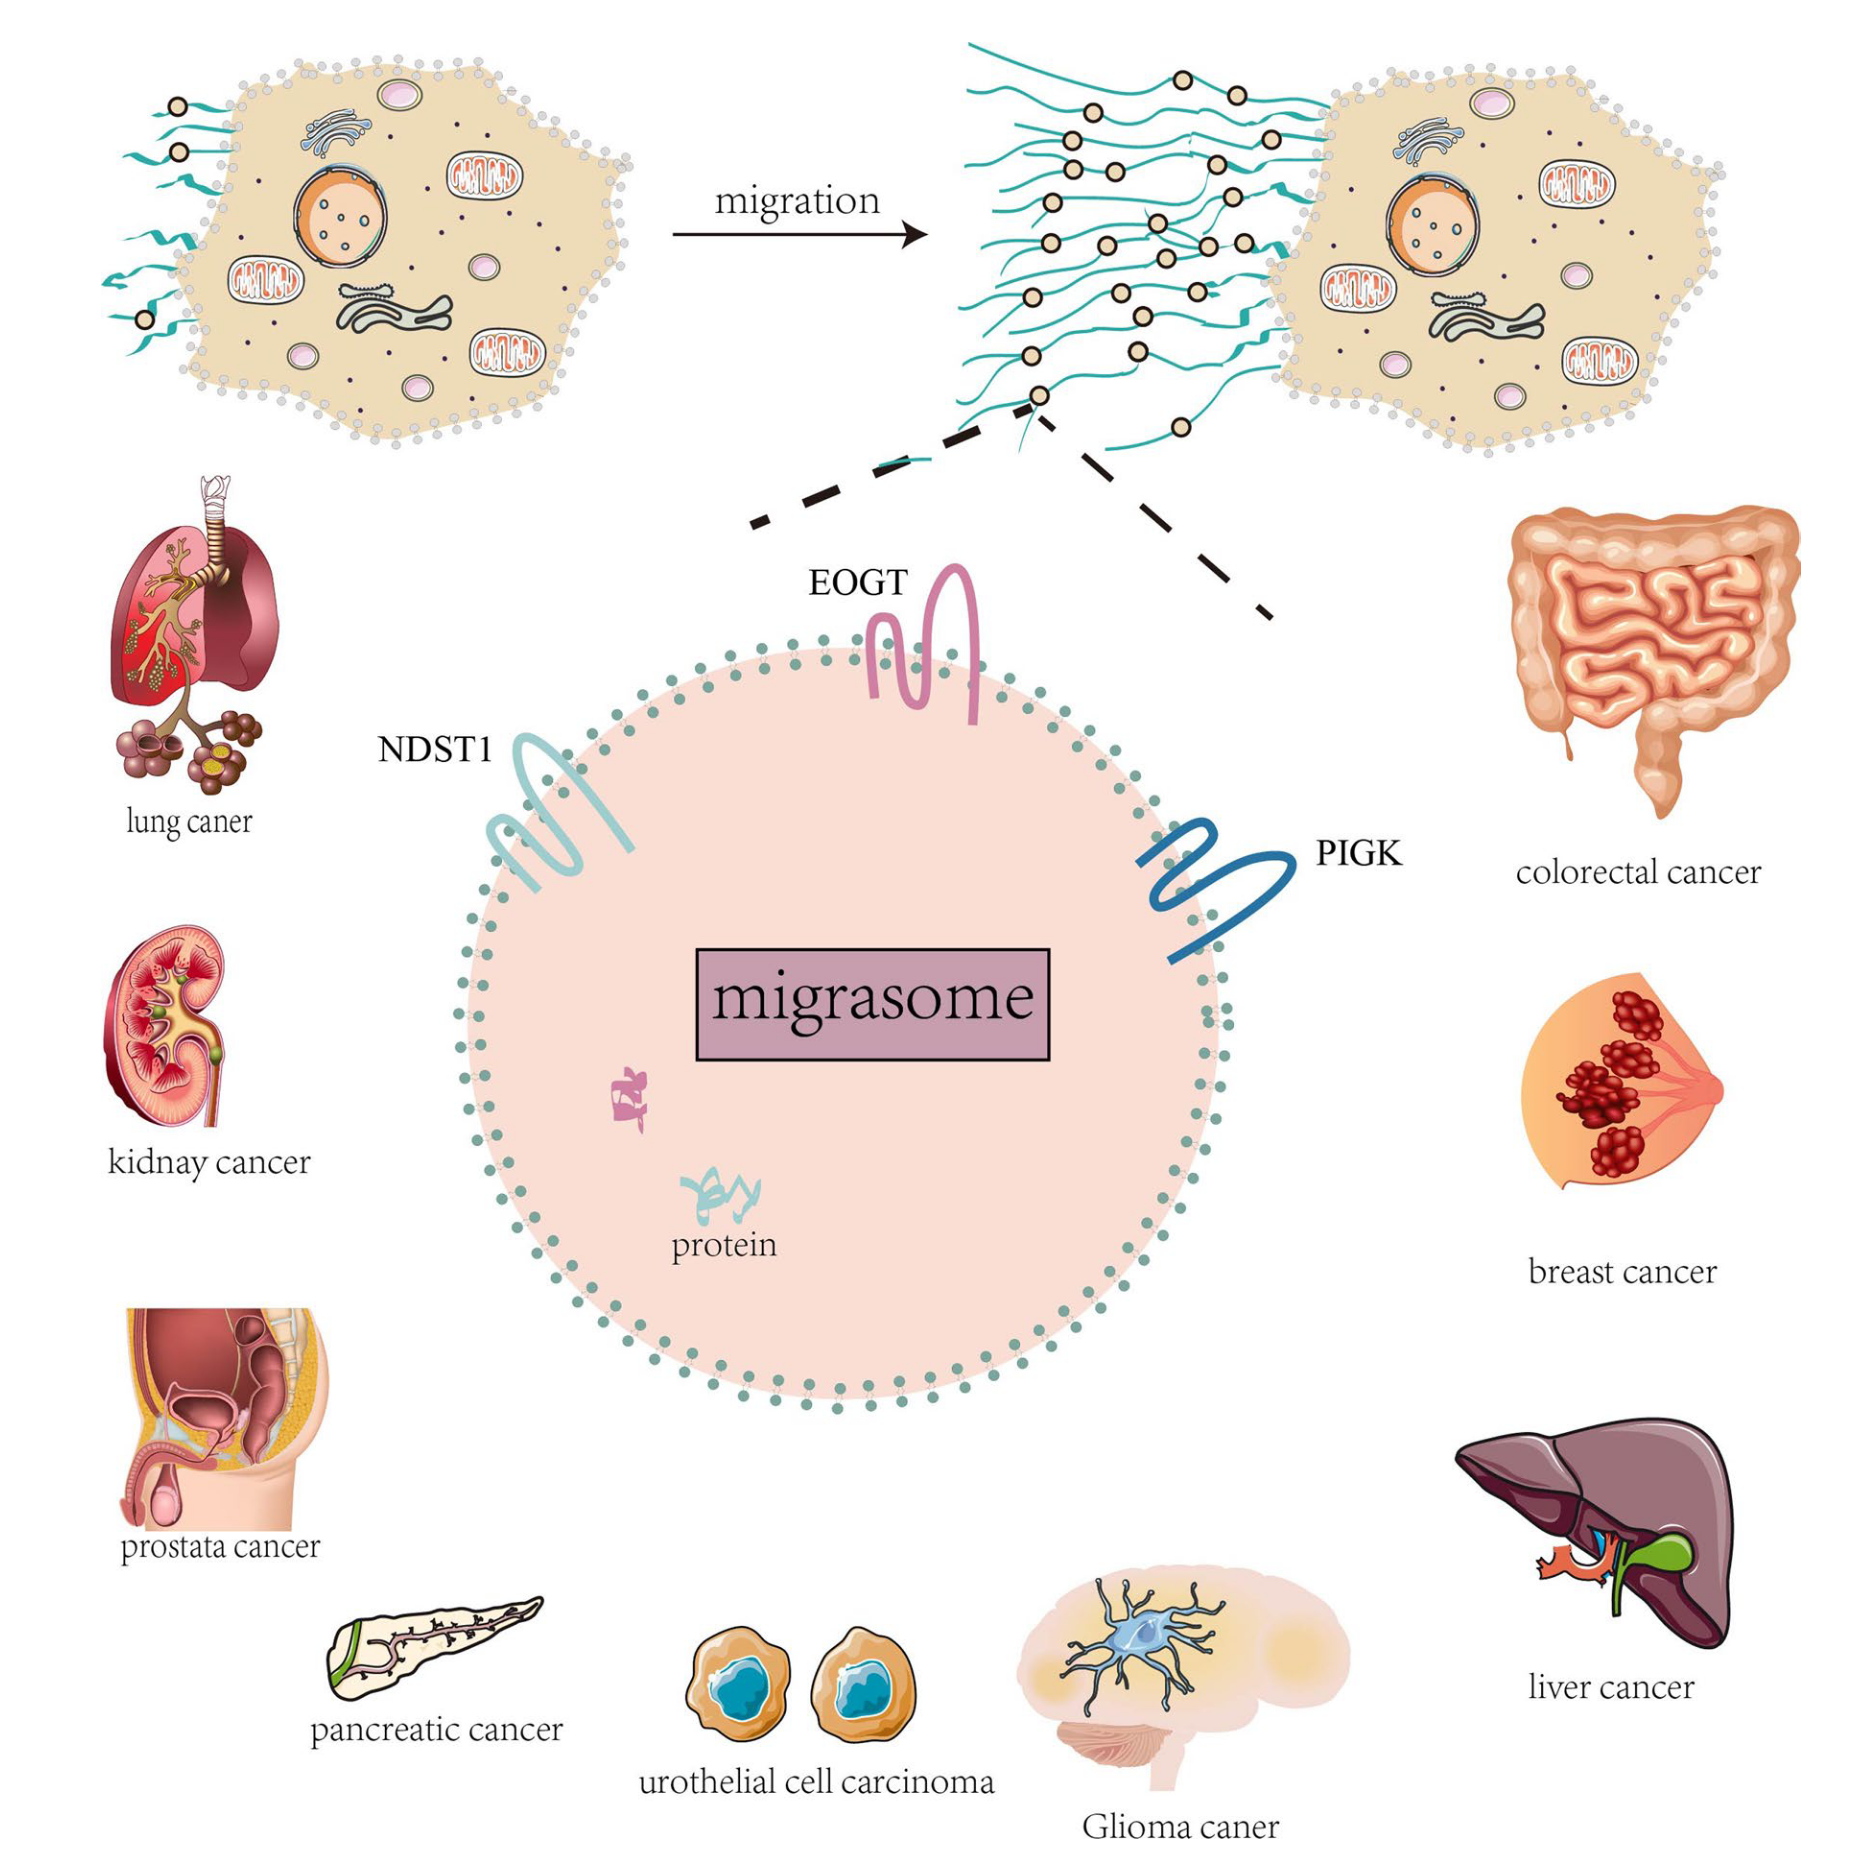 migration
EOGT
NDST1
lung caner
PIGK
colorectal cancer
migrasome
kidnay cancer
protein
breast cancer
prostata cancer
liver cancer
pancreatic cancer
urothelial cell carcinoma
Glioma caner